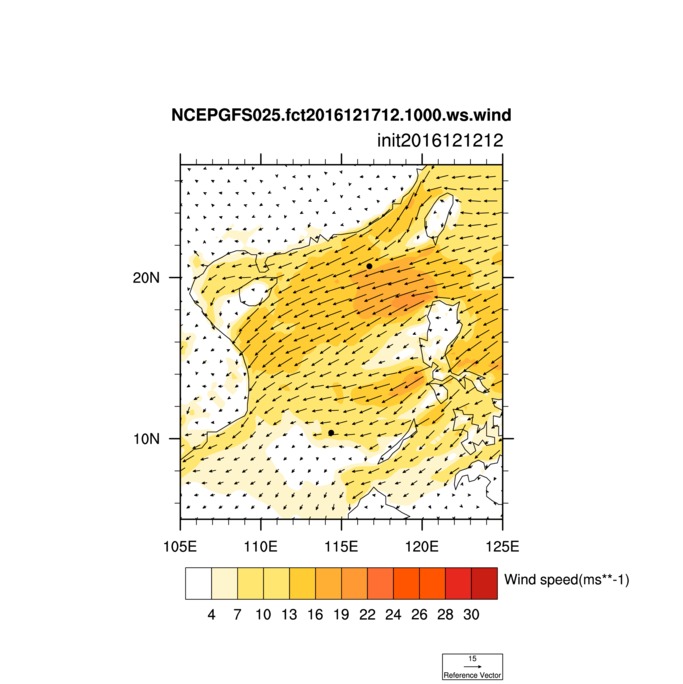 NCEPGFS025.fct2016121712.1000.ws.wind
init2016121212
20N
10N
105E 110E 115E 120E 125E
Wind speed(ms**-1)
4 7 10 13 16 19 22 24 26 28 30
15
Reference Vector